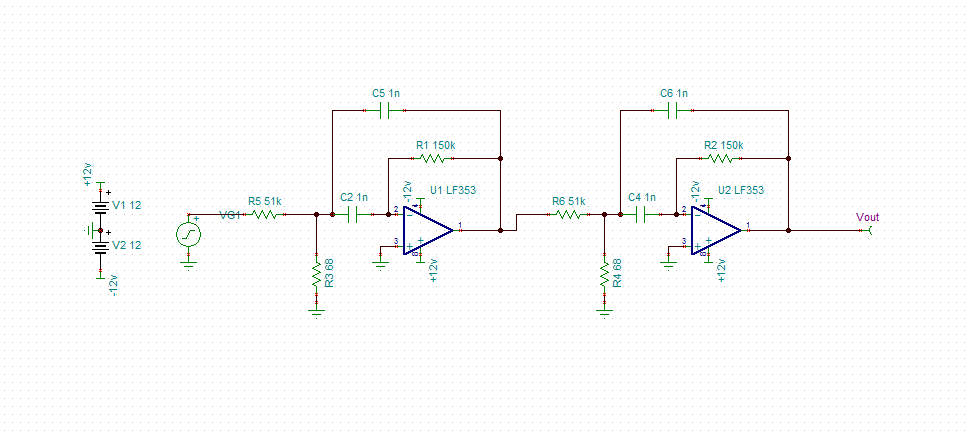 C5 1n
C6 1n
R1 150k
R2 150k
+12v
-12v
U1 LF353
-12v
U2 LF353
V1 12
VG1
R5 51k
C2 1n
2
4
1
R6 51k
C4 1n
2
4
1
Vout
+
+
V2 12
3
8
+12v
3
8
+12v
-12v
R3 68
R4 68